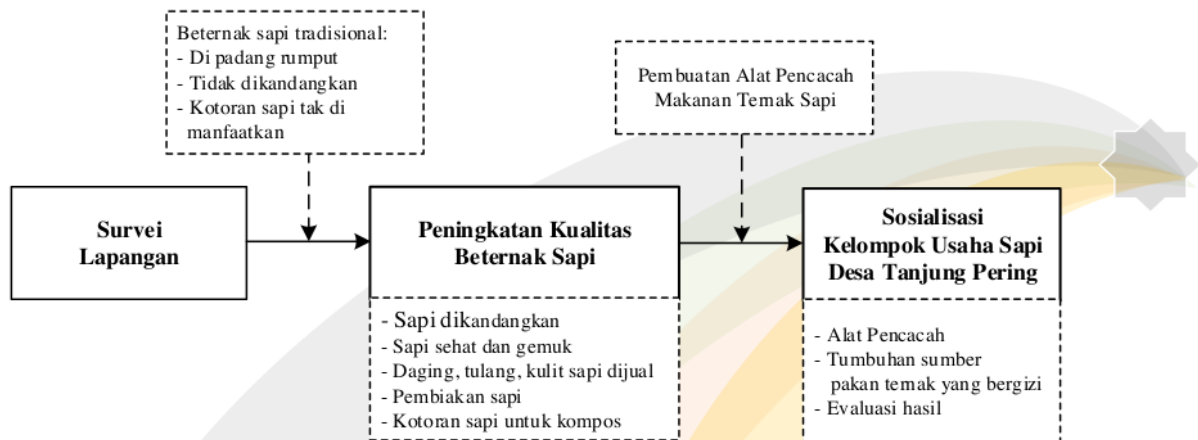 Beternak sapi tradisional:
- Di padang rumput
- Tidak dikandangkan
- Kotoran sapi tak di
manfaatkan
Pembuatan Alat Pencacah
Makanan Ternak Sapi
Survei
Lapangan
Peningkatan Kualitas
Beternak Sapi
- Sapi dikandangkan
- Sapi sehat dan gemuk
- Daging, tulang, kulit sapi dijual
- Pembiakan sapi
- Kotoran sapi untuk kompos
Sosialisasi
Kelompok Usaha Sapi
Desa Tanjung Pering
- Alat Pencacah
- Tumbuhan sumber
pakan ternak yang bergizi
- Evaluasi hasil